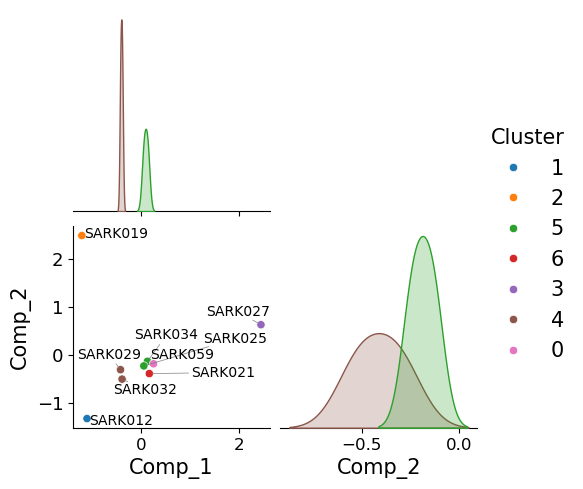 Cluster
1
2
5
6
3
4
0
SARK019
SARK027
SARK034
SARK025
SARK029
SARK059
SARK021
SARK032
SARK012
Comp_2
2
1
0
−1
0
2
Comp_1
−0.5
0.0
Comp_2